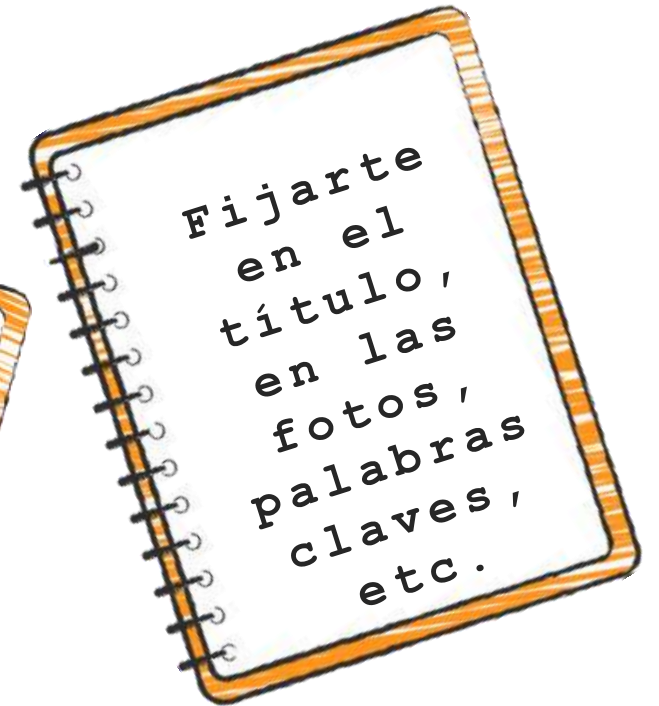 Fijarte
en el
título,
en las
fotos,
palabras
claves,
etc.